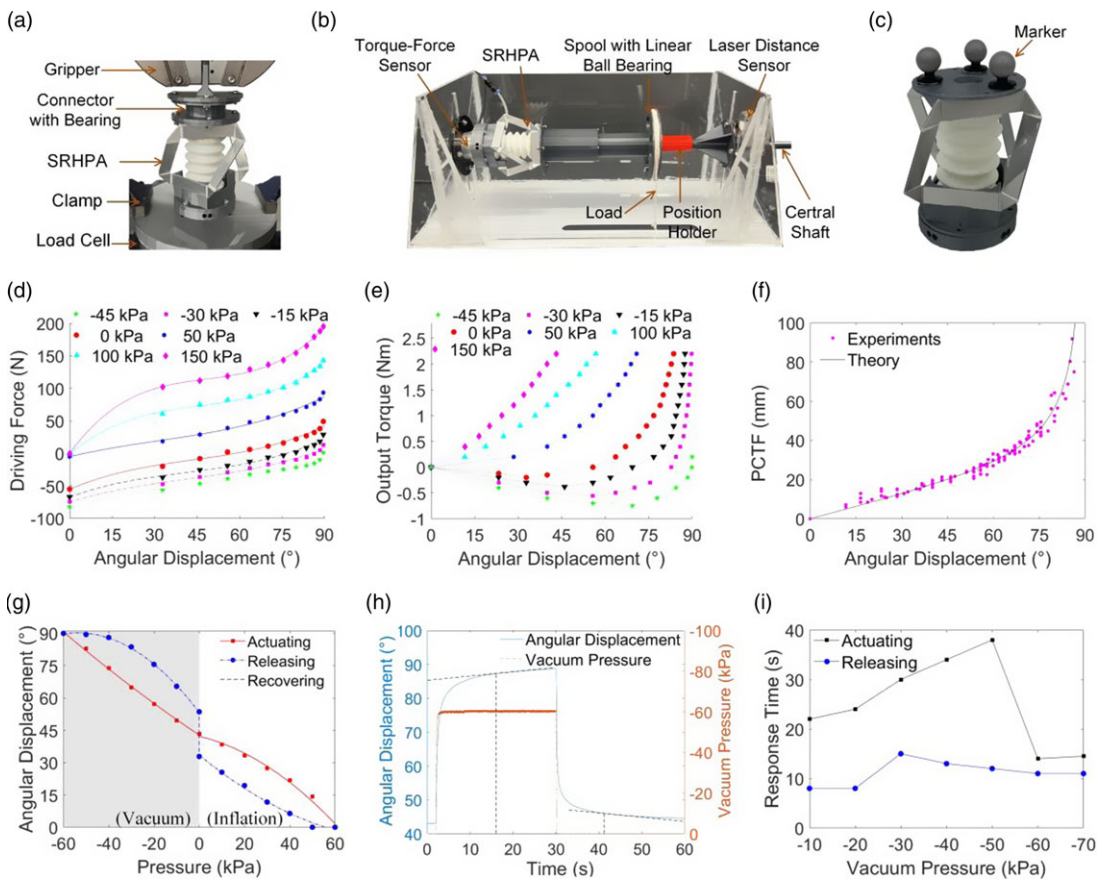 (a)
Gripper
Connector
with Bearing
SRHPA
Clamp
Load Cell
(b)
Torque-Force
Sensor
SRHPA
Spool with Linear
Ball Bearing
Laser Distance
Sensor
Load
Position
Holder
Certral
Shaft
(c)
Marker
(d)
-45 kPa -30 kPa -15 kPa
0 kPa 50 kPa
100 kPa 150 kPa
Driving Force (N)
200
150
100
50
0
-50
-100
0 15 30 45 60 75 90
Angular Displacement (°)
(e)
-45 kPa -30 kPa -15 kPa
0 kPa 50 kPa 100 kPa
150 kPa
Output Torque (Nm)
2.5
2
1.5
1
0.5
0
-0.5
-1
0 15 30 45 60 75 90
Angular Displacement (°)
(f)
Experiments
Theory
PCTF (mm)
100
80
60
40
20
0
0 15 30 45 60 75 90
Angular Displacement (°)
(g)
Actuating
Releasing
Recovering
Angular Displacement (°)
90
75
60
45
30
15
0
(Vacuum) (Inflation)
-60 -40 -20 0 20 40 60
Pressure (kPa)
(h)
Angular Displacement
Vacuum Pressure
Angular Displacement (°)
100
90
80
70
60
50
40
0 10 20 30 40 50 60
Time (s)
-100
-80
-60
-40
-20
0
Vacuum Pressure (kPa)
(i)
Actuating
Releasing
Response Time (s)
40
30
20
10
0
-10 -20 -30 -40 -50 -60 -70
Vacuum Pressure (kPa)